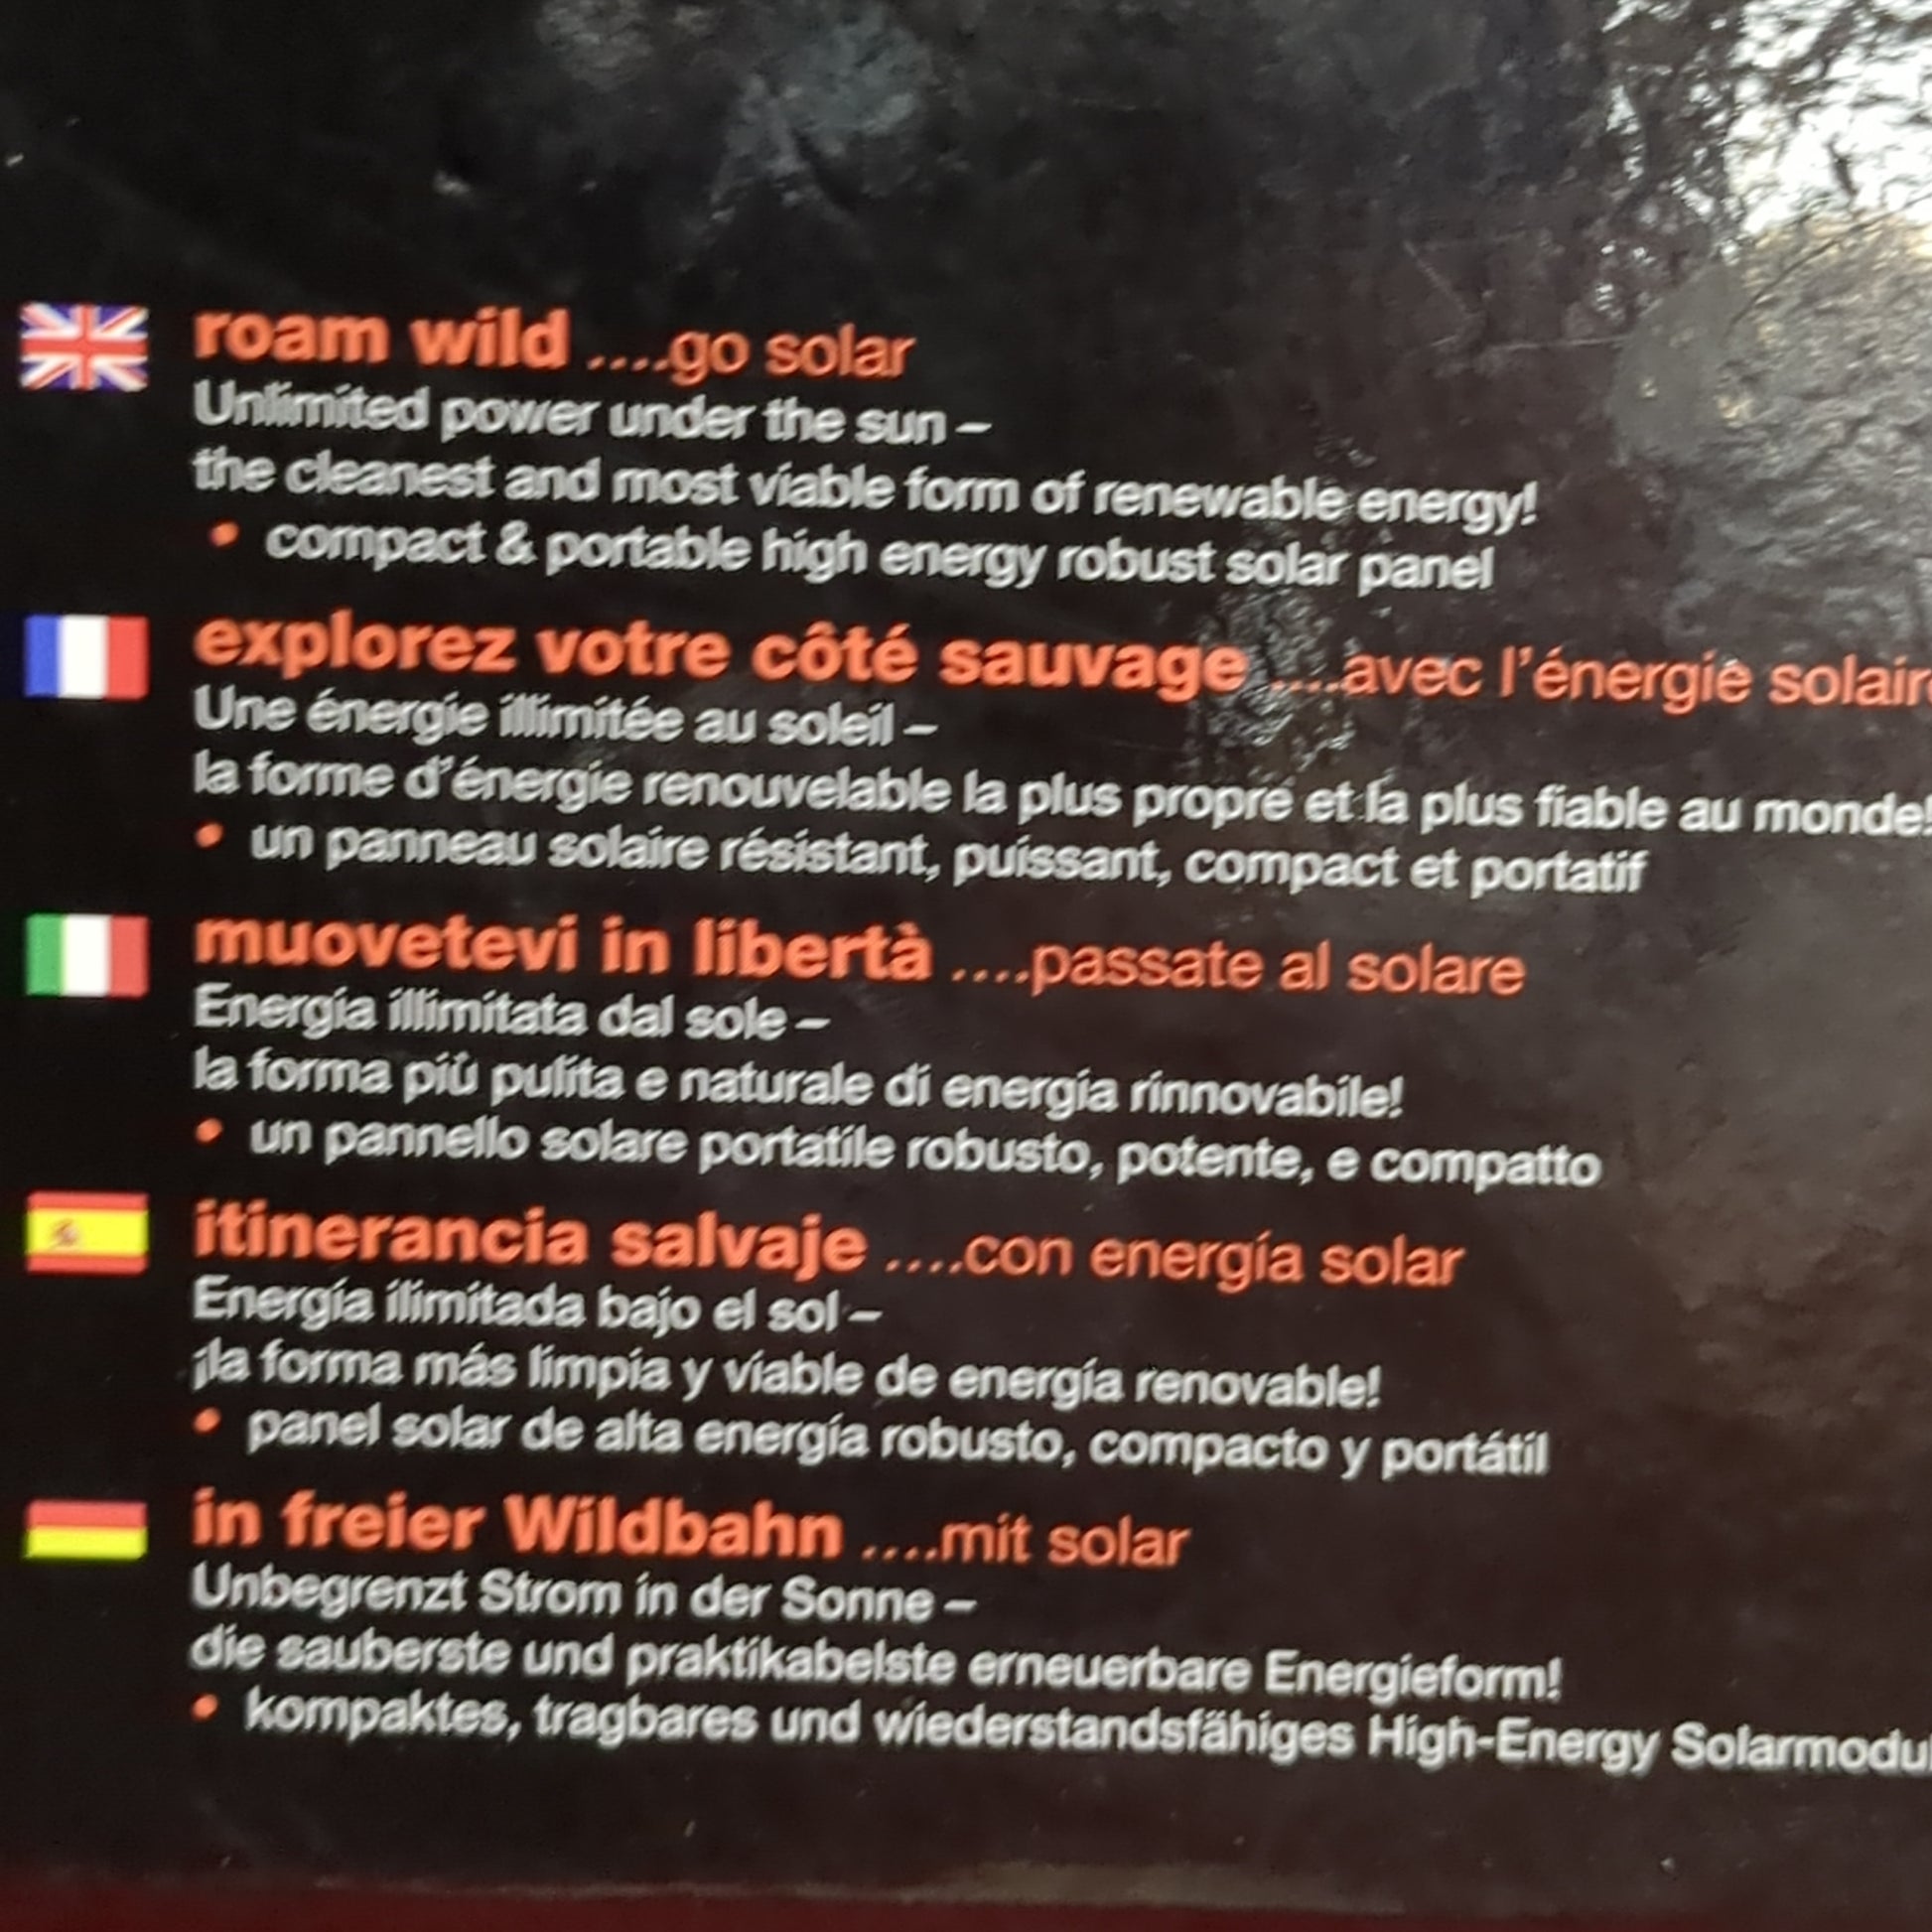 roam wild ....go solar
Unlimited power under the sun –
the cleanest and most viable form of renewable energy!
• compact & portable high energy robust solar panel
explorez votre côté sauvage ....avec l'énergie solair
Une énergie illimitée au soleil –
la forme d'énergie renouvelable la plus propre et la plus fiable au monde!
• un panneau solaire résistant, puissant, compact et portatif
muovetevi in libertà ....passate al solare
Energia illimitata dal sole –
la forma più pulita e naturale di energia rinnovabile!
• un pannello solare portatile robusto, potente, e compatto
itinerancia salvaje ....con energía solar
Energía ilimitada bajo el sol –
¡la forma más limpia y viable de energía renovable!
• panel solar de alta energía robusto, compacto y portátil
in freier Wildbahn ....mit solar
Unbegrenzt Strom in der Sonne –
die sauberste und praktikabelste erneuerbare Energieform!
• kompaktes, tragbares und wiederstandsfähiges High-Energy Solarmodul